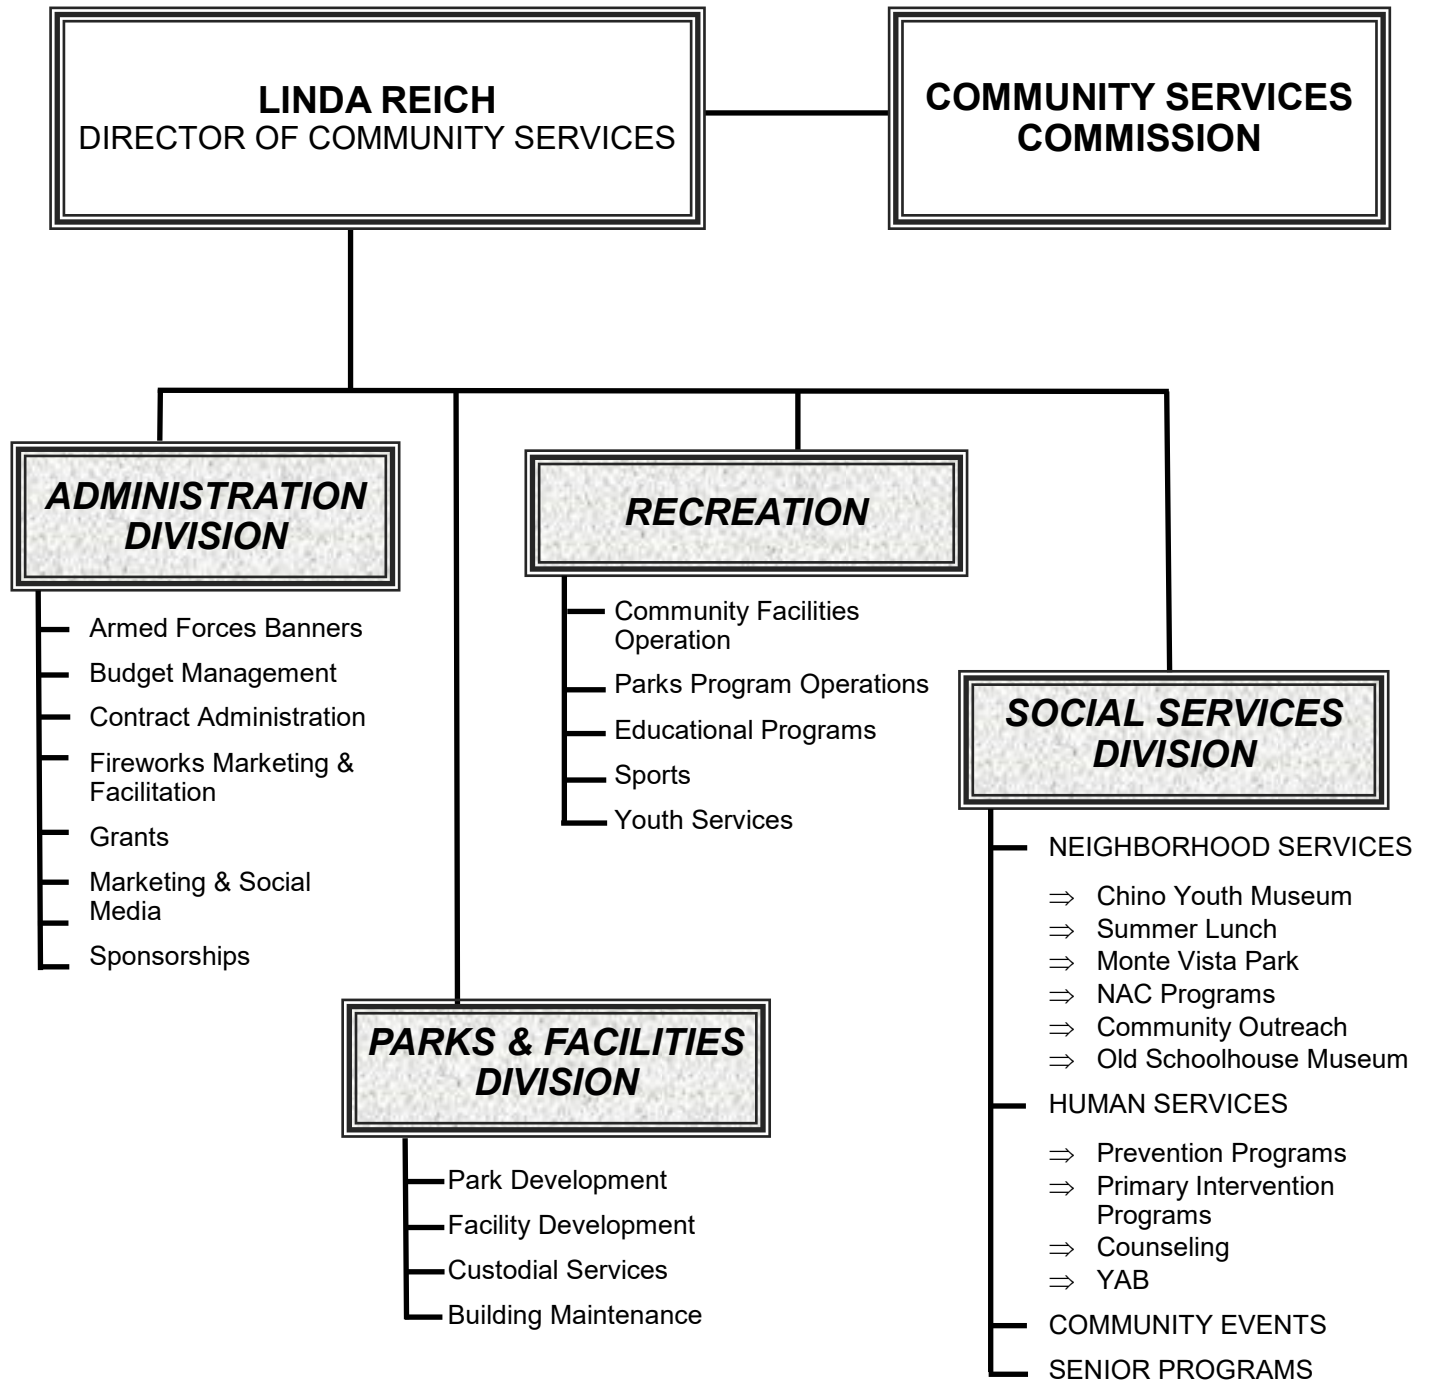 LINDA REICH
DIRECTOR OF COMMUNITY SERVICES
COMMUNITY SERVICES
COMMISSION
ADMINISTRATION
DIVISION
Armed Forces Banners
Budget Management
Contract Administration
Fireworks Marketing &
Facilitation
Grants
Marketing & Social
Media
Sponsorships
RECREATION
Community Facilities
Operation
Parks Program Operations
Educational Programs
Sports
Youth Services
PARKS & FACILITIES
DIVISION
Park Development
Facility Development
Custodial Services
Building Maintenance
SOCIAL SERVICES
DIVISION
NEIGHBORHOOD SERVICES
⇒ Chino Youth Museum
⇒ Summer Lunch
⇒ Monte Vista Park
⇒ NAC Programs
⇒ Community Outreach
⇒ Old Schoolhouse Museum
HUMAN SERVICES
⇒ Prevention Programs
⇒ Primary Intervention
Programs
⇒ Counseling
⇒ YAB
COMMUNITY EVENTS
SENIOR PROGRAMS